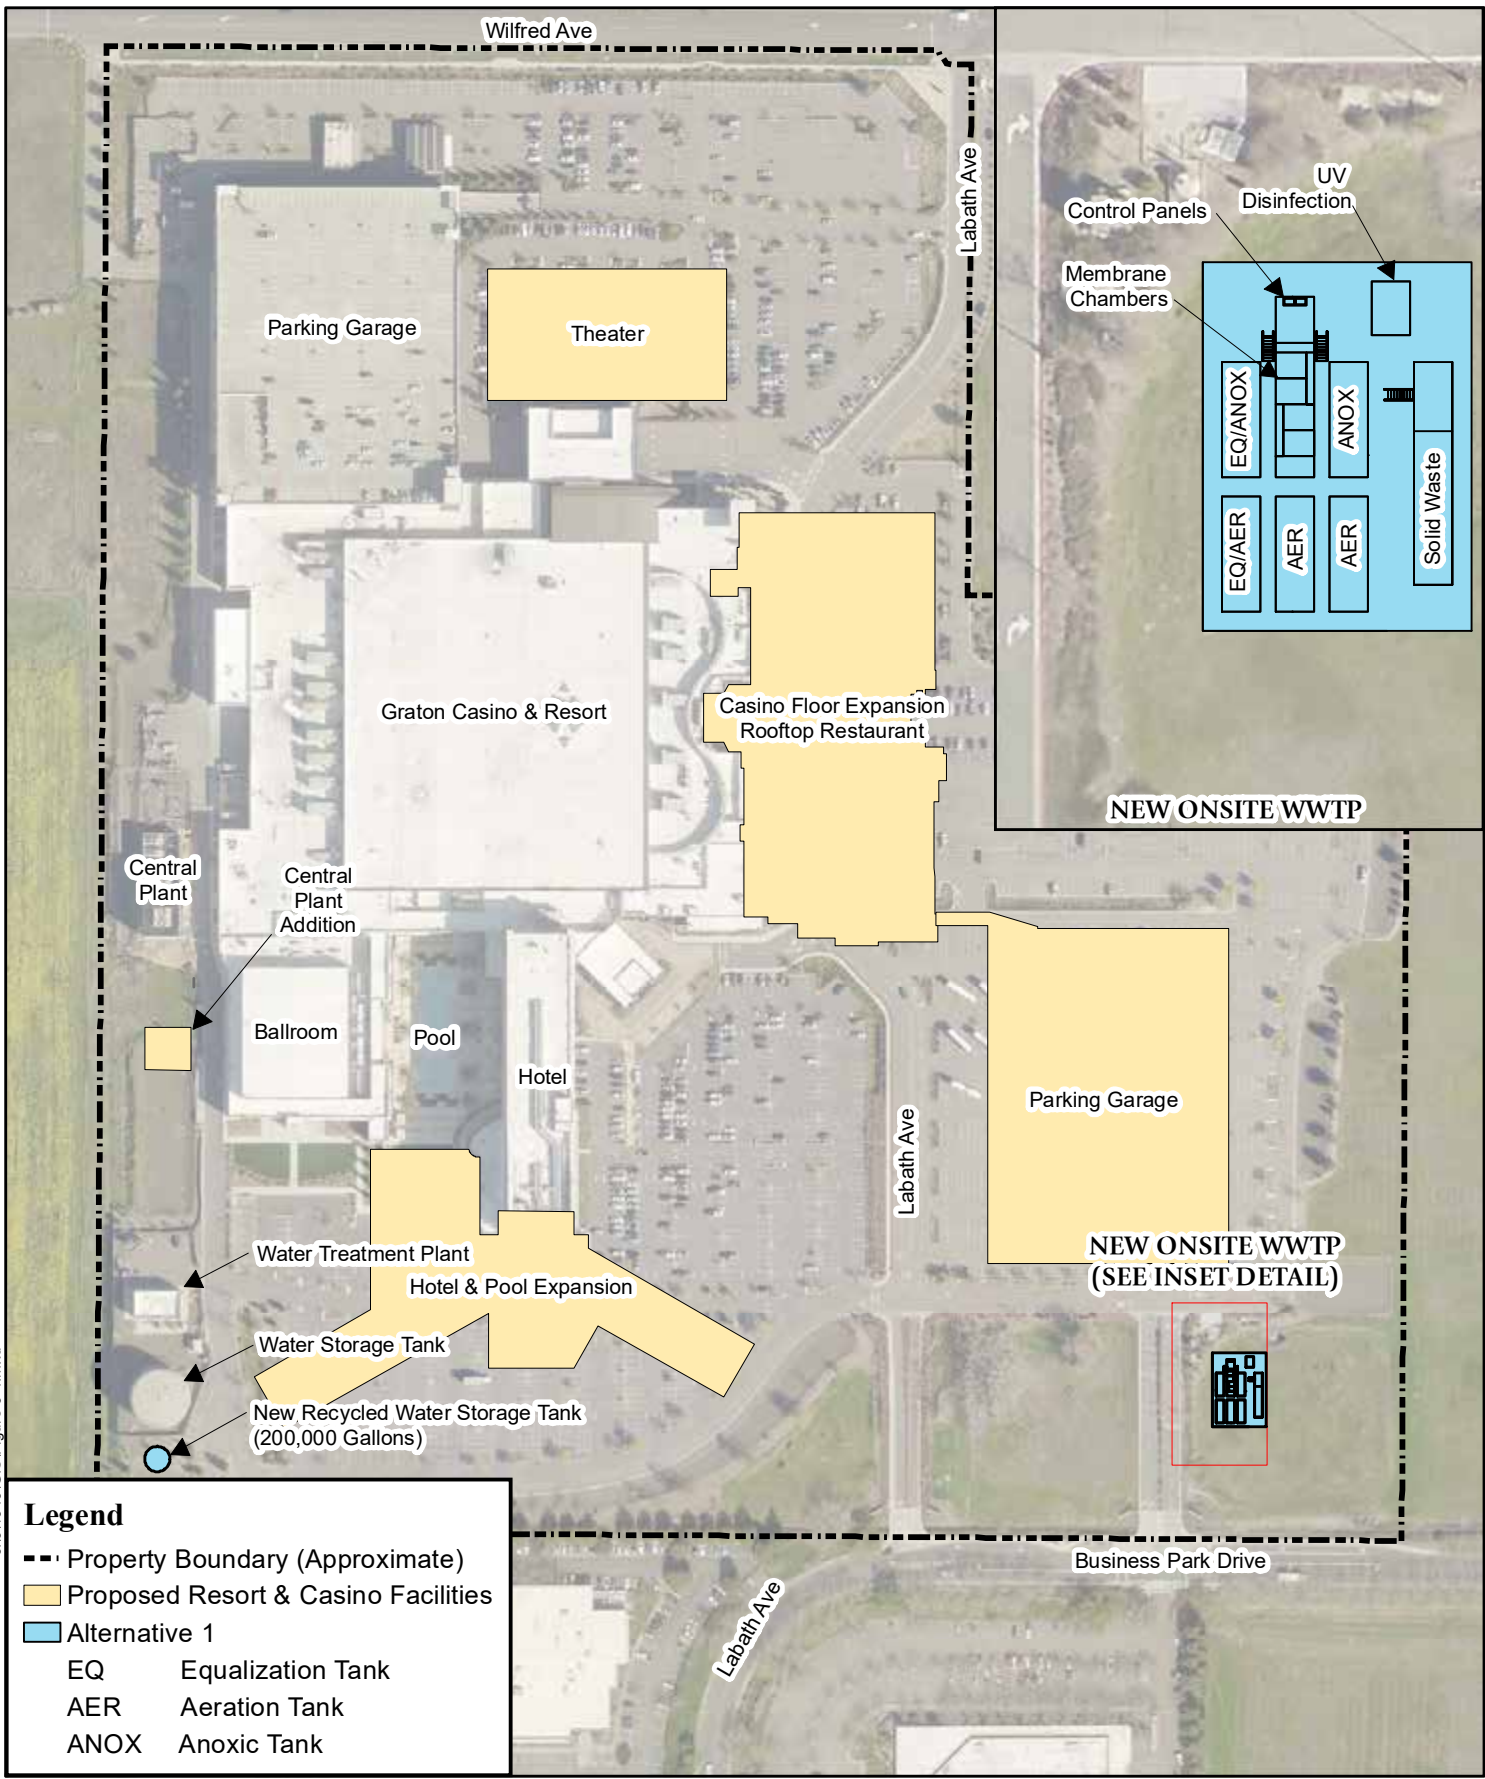 Wilfred Ave
Labath Ave
UV
Disinfection
Control Panels
Membrane
Chambers
EQ/ANOX
ANOX
Solid Waste
EQ/AER
AER
AER
NEW ONSITE WWTP
Parking Garage
Theater
Graton Casino & Resort
Casino Floor Expansion
Rooftop Restaurant
Central
Plant
Central
Plant
Addition
Ballroom
Pool
Hotel
Parking Garage
Labath Ave
Water Treatment Plant
Hotel & Pool Expansion
NEW ONSITE WWTP
(SEE INSET DETAIL)
Water Storage Tank
New Recycled Water Storage Tank
(200,000 Gallons)
Business Park Drive
Labath Ave
Legend
Property Boundary (Approximate)
Proposed Resort & Casino Facilities
Alternative 1
EQ Equalization Tank
AER Aeration Tank
ANOX Anoxic Tank